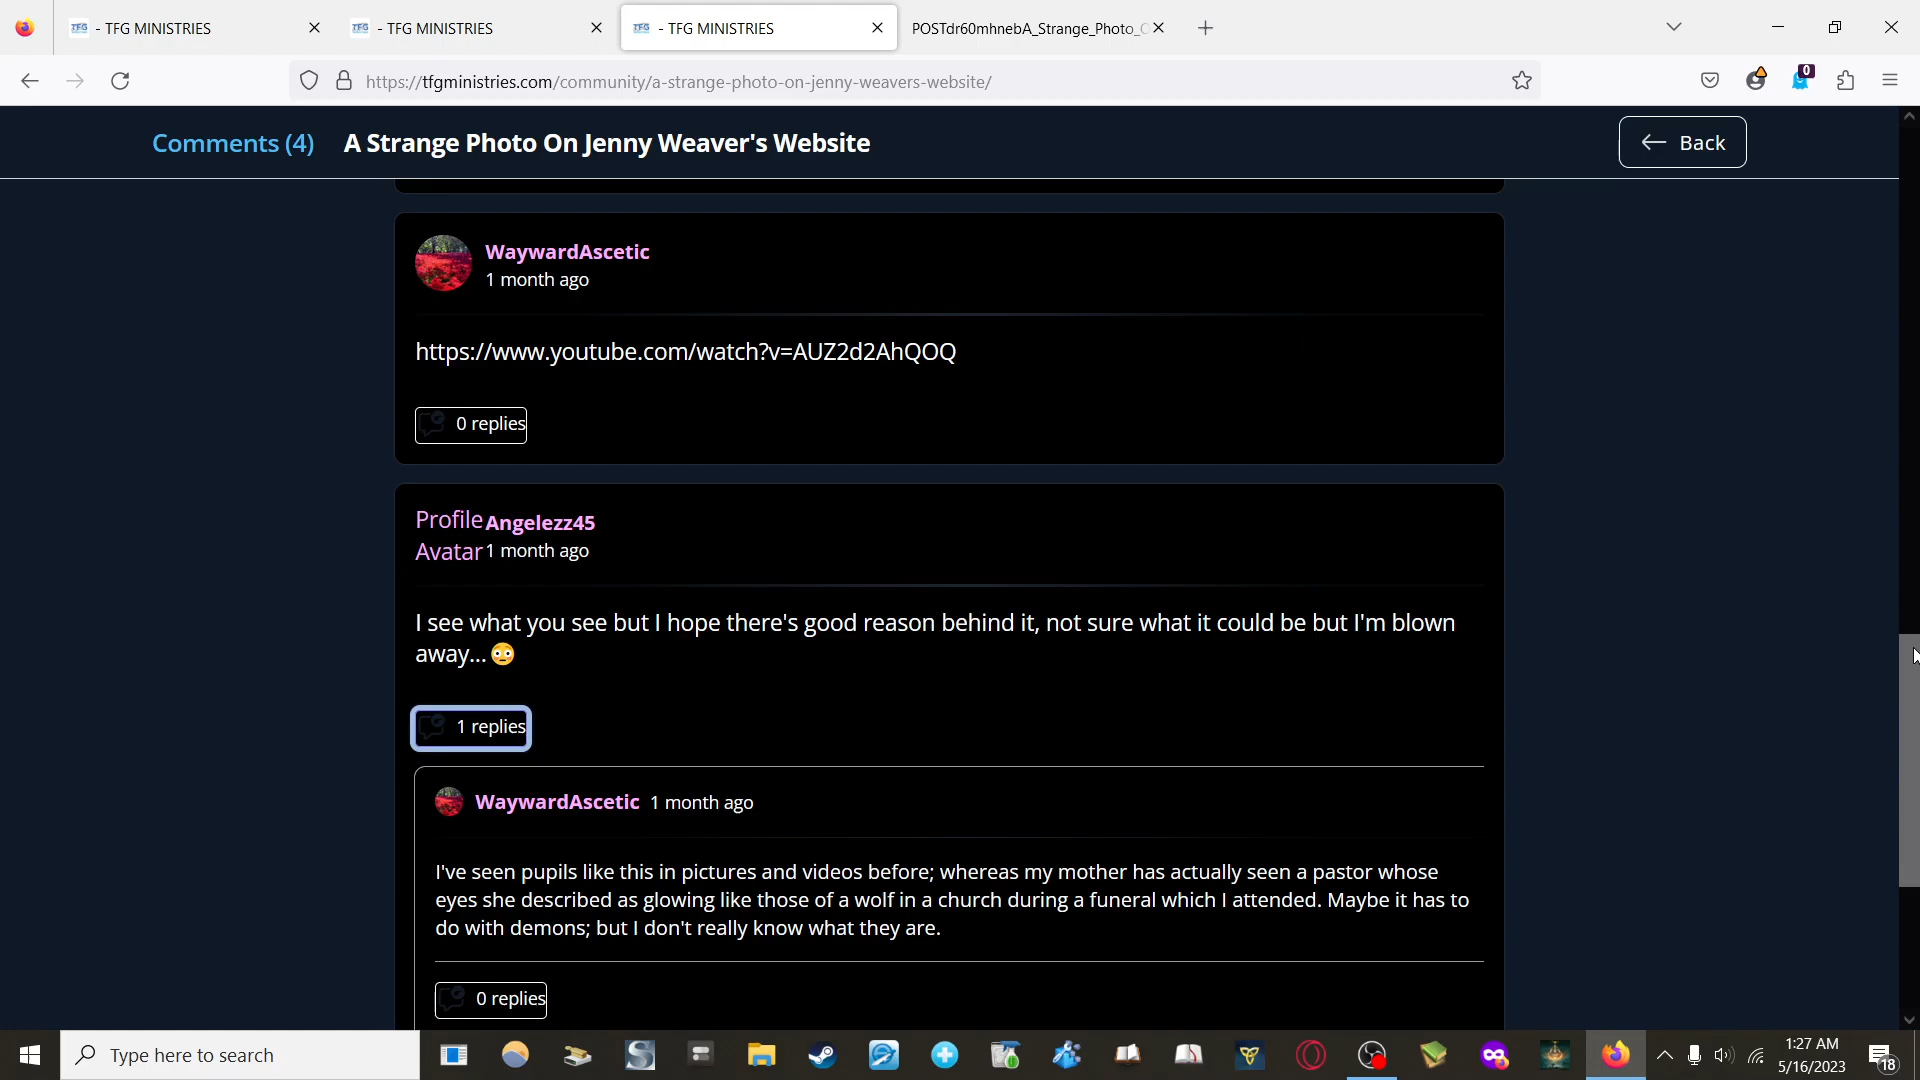 TFG - TFG MINISTRIES
TFG - TFG MINISTRIES
TFG - TFG MINISTRIES
POSTdr60mhnebA_Strange_Photo_
https://tfgministries.com/community/a-strange-photo-on-jenny-weavers-website/
0
Comments (4) A Strange Photo On Jenny Weaver's Website
Back
WaywardAscetic
1 month ago
https://www.youtube.com/watch?v=AUZ2d2AhQOQ
0 replies
Profile Angelezz45
Avatar 1 month ago
I see what you see but I hope there's good reason behind it, not sure what it could be but I'm blown
away...😳
1 replies
WaywardAscetic 1 month ago
I've seen pupils like this in pictures and videos before; whereas my mother has actually seen a pastor whose
eyes she described as glowing like those of a wolf in a church during a funeral which I attended. Maybe it has to
do with demons; but I don't really know what they are.
0 replies
Type here to search
1:27 AM
5/16/2023
18